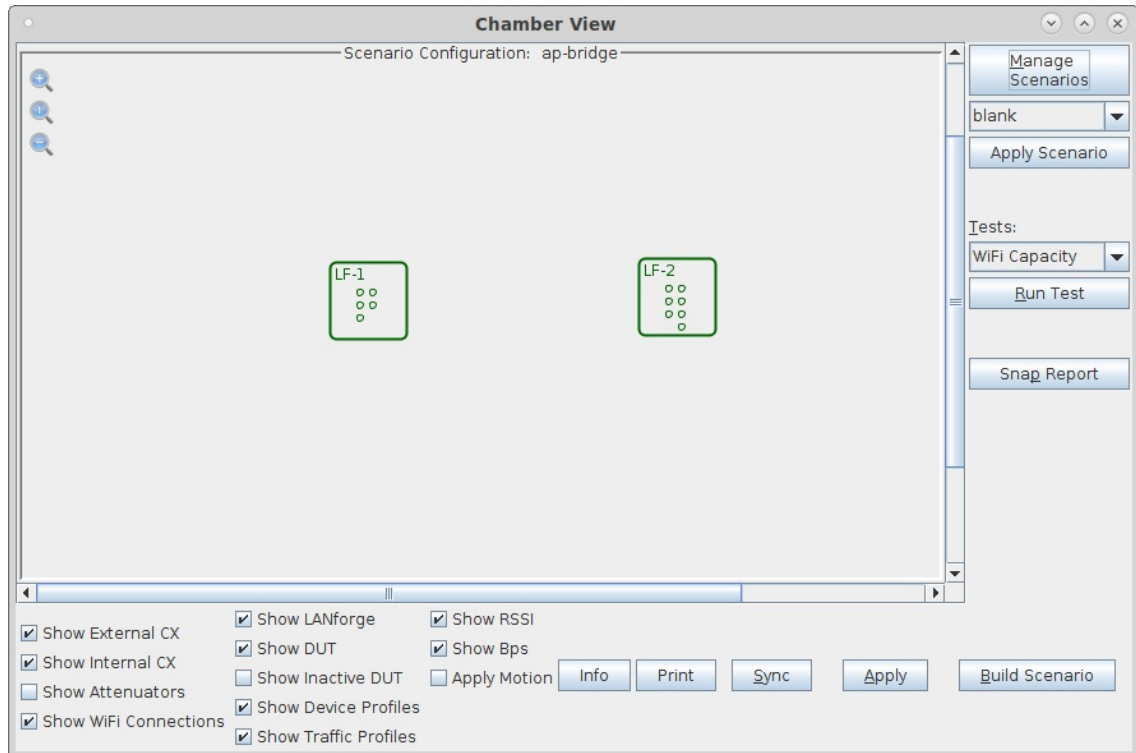 Chamber View
Scenario Configuration: ap-bridge
Manage
Scenarios
blank
Apply Scenario
Tests:
WiFi Capacity
Run Test
Snap Report
LF-1
LF-2
Show External CX
Show Internal CX
Show Attenuators
Show WiFi Connections
Show LANforge
Show DUT
Show Inactive DUT
Show Device Profiles
Show Traffic Profiles
Show RSSI
Show Bps
Apply Motion
Info
Print
Sync
Apply
Build Scenario